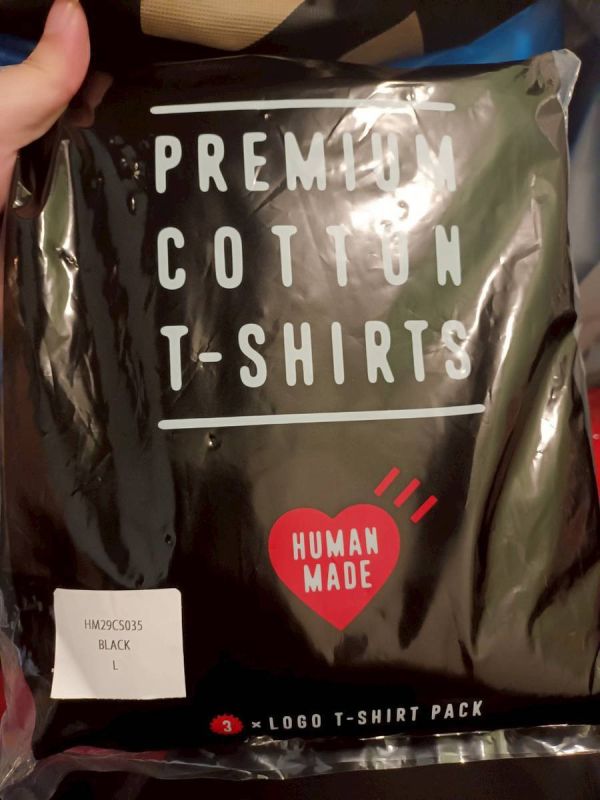 PREMIUM
COTTON
T-SHIRTS
HUMAN
MADE
HM29CS035
BLACK
L
3 × LOGO T-SHIRT PACK